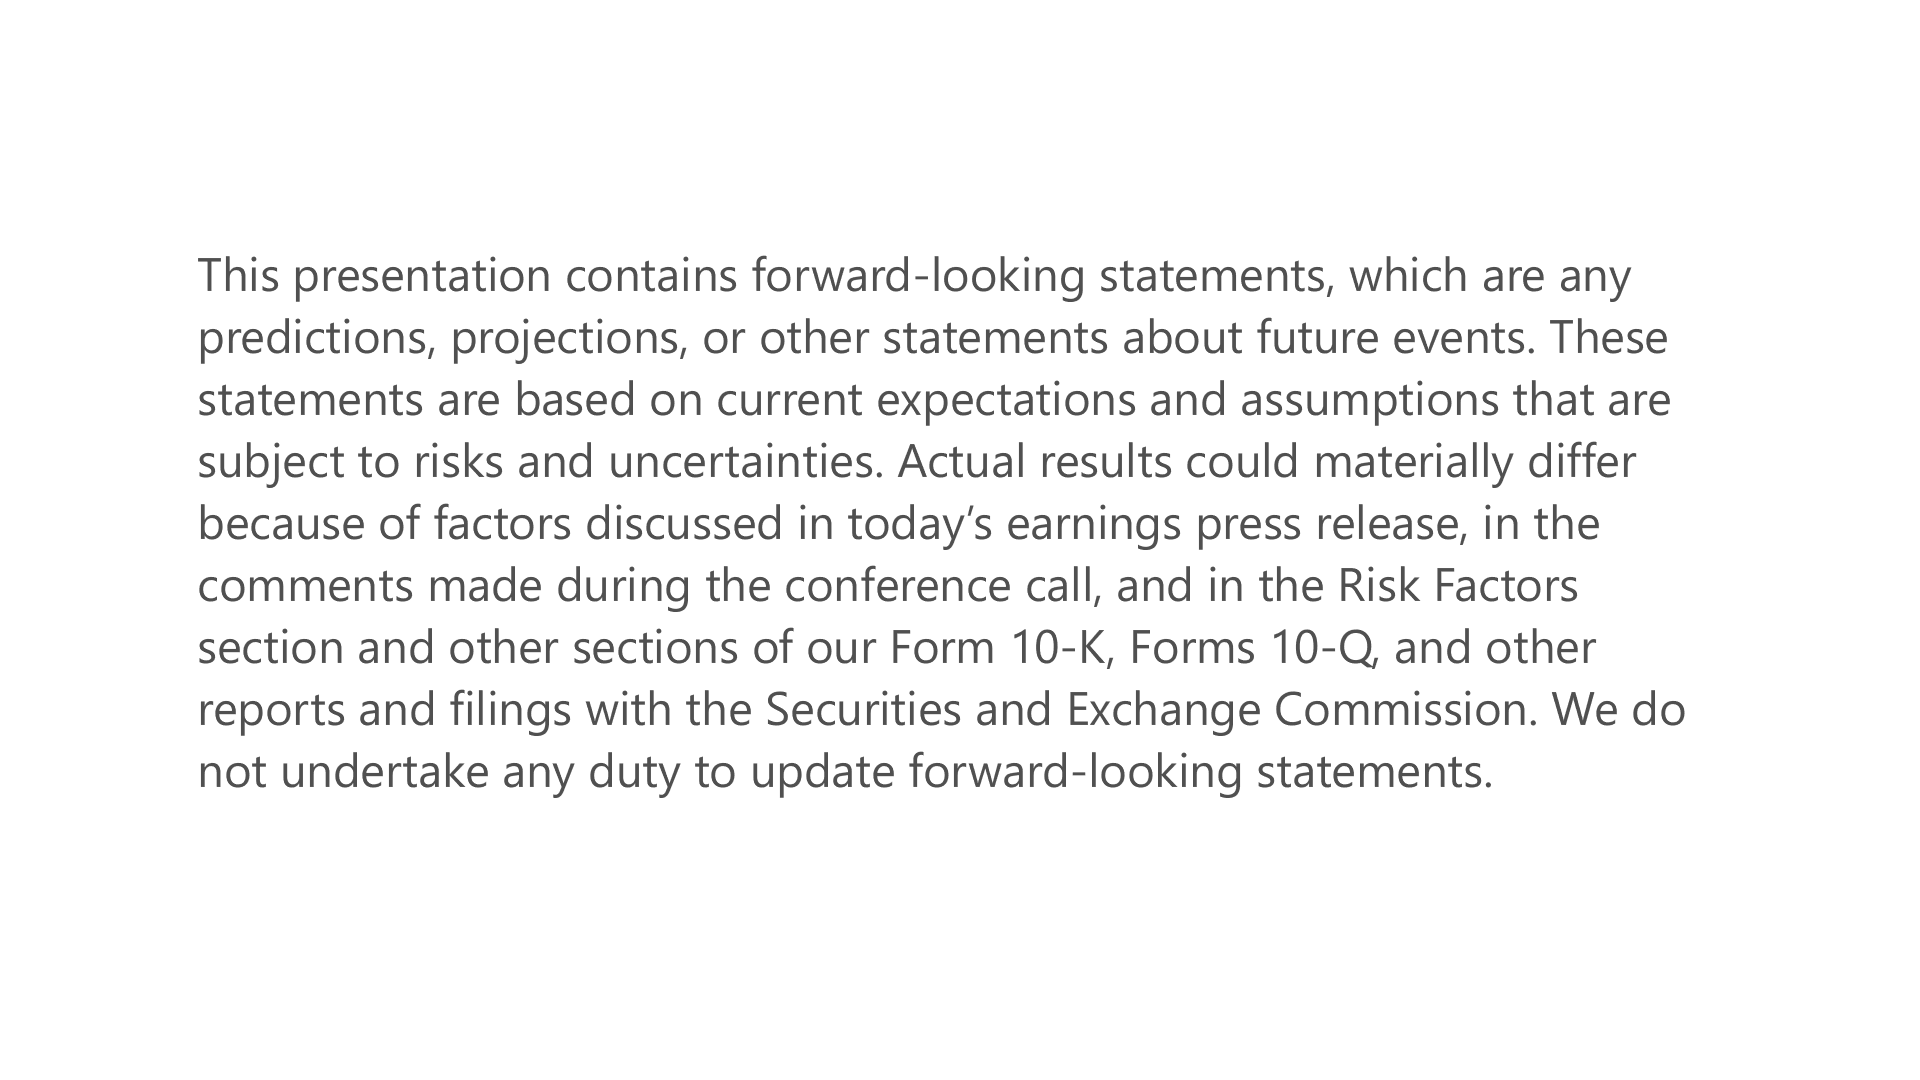 This presentation contains forward-looking statements, which are any
predictions, projections, or other statements about future events. These
statements are based on current expectations and assumptions that are
subject to risks and uncertainties. Actual results could materially differ
because of factors discussed in today’s earnings press release, in the
comments made during the conference call, and in the Risk Factors
section and other sections of our Form 10-K, Forms 10-Q, and other
reports and filings with the Securities and Exchange Commission. We do
not undertake any duty to update forward-looking statements.